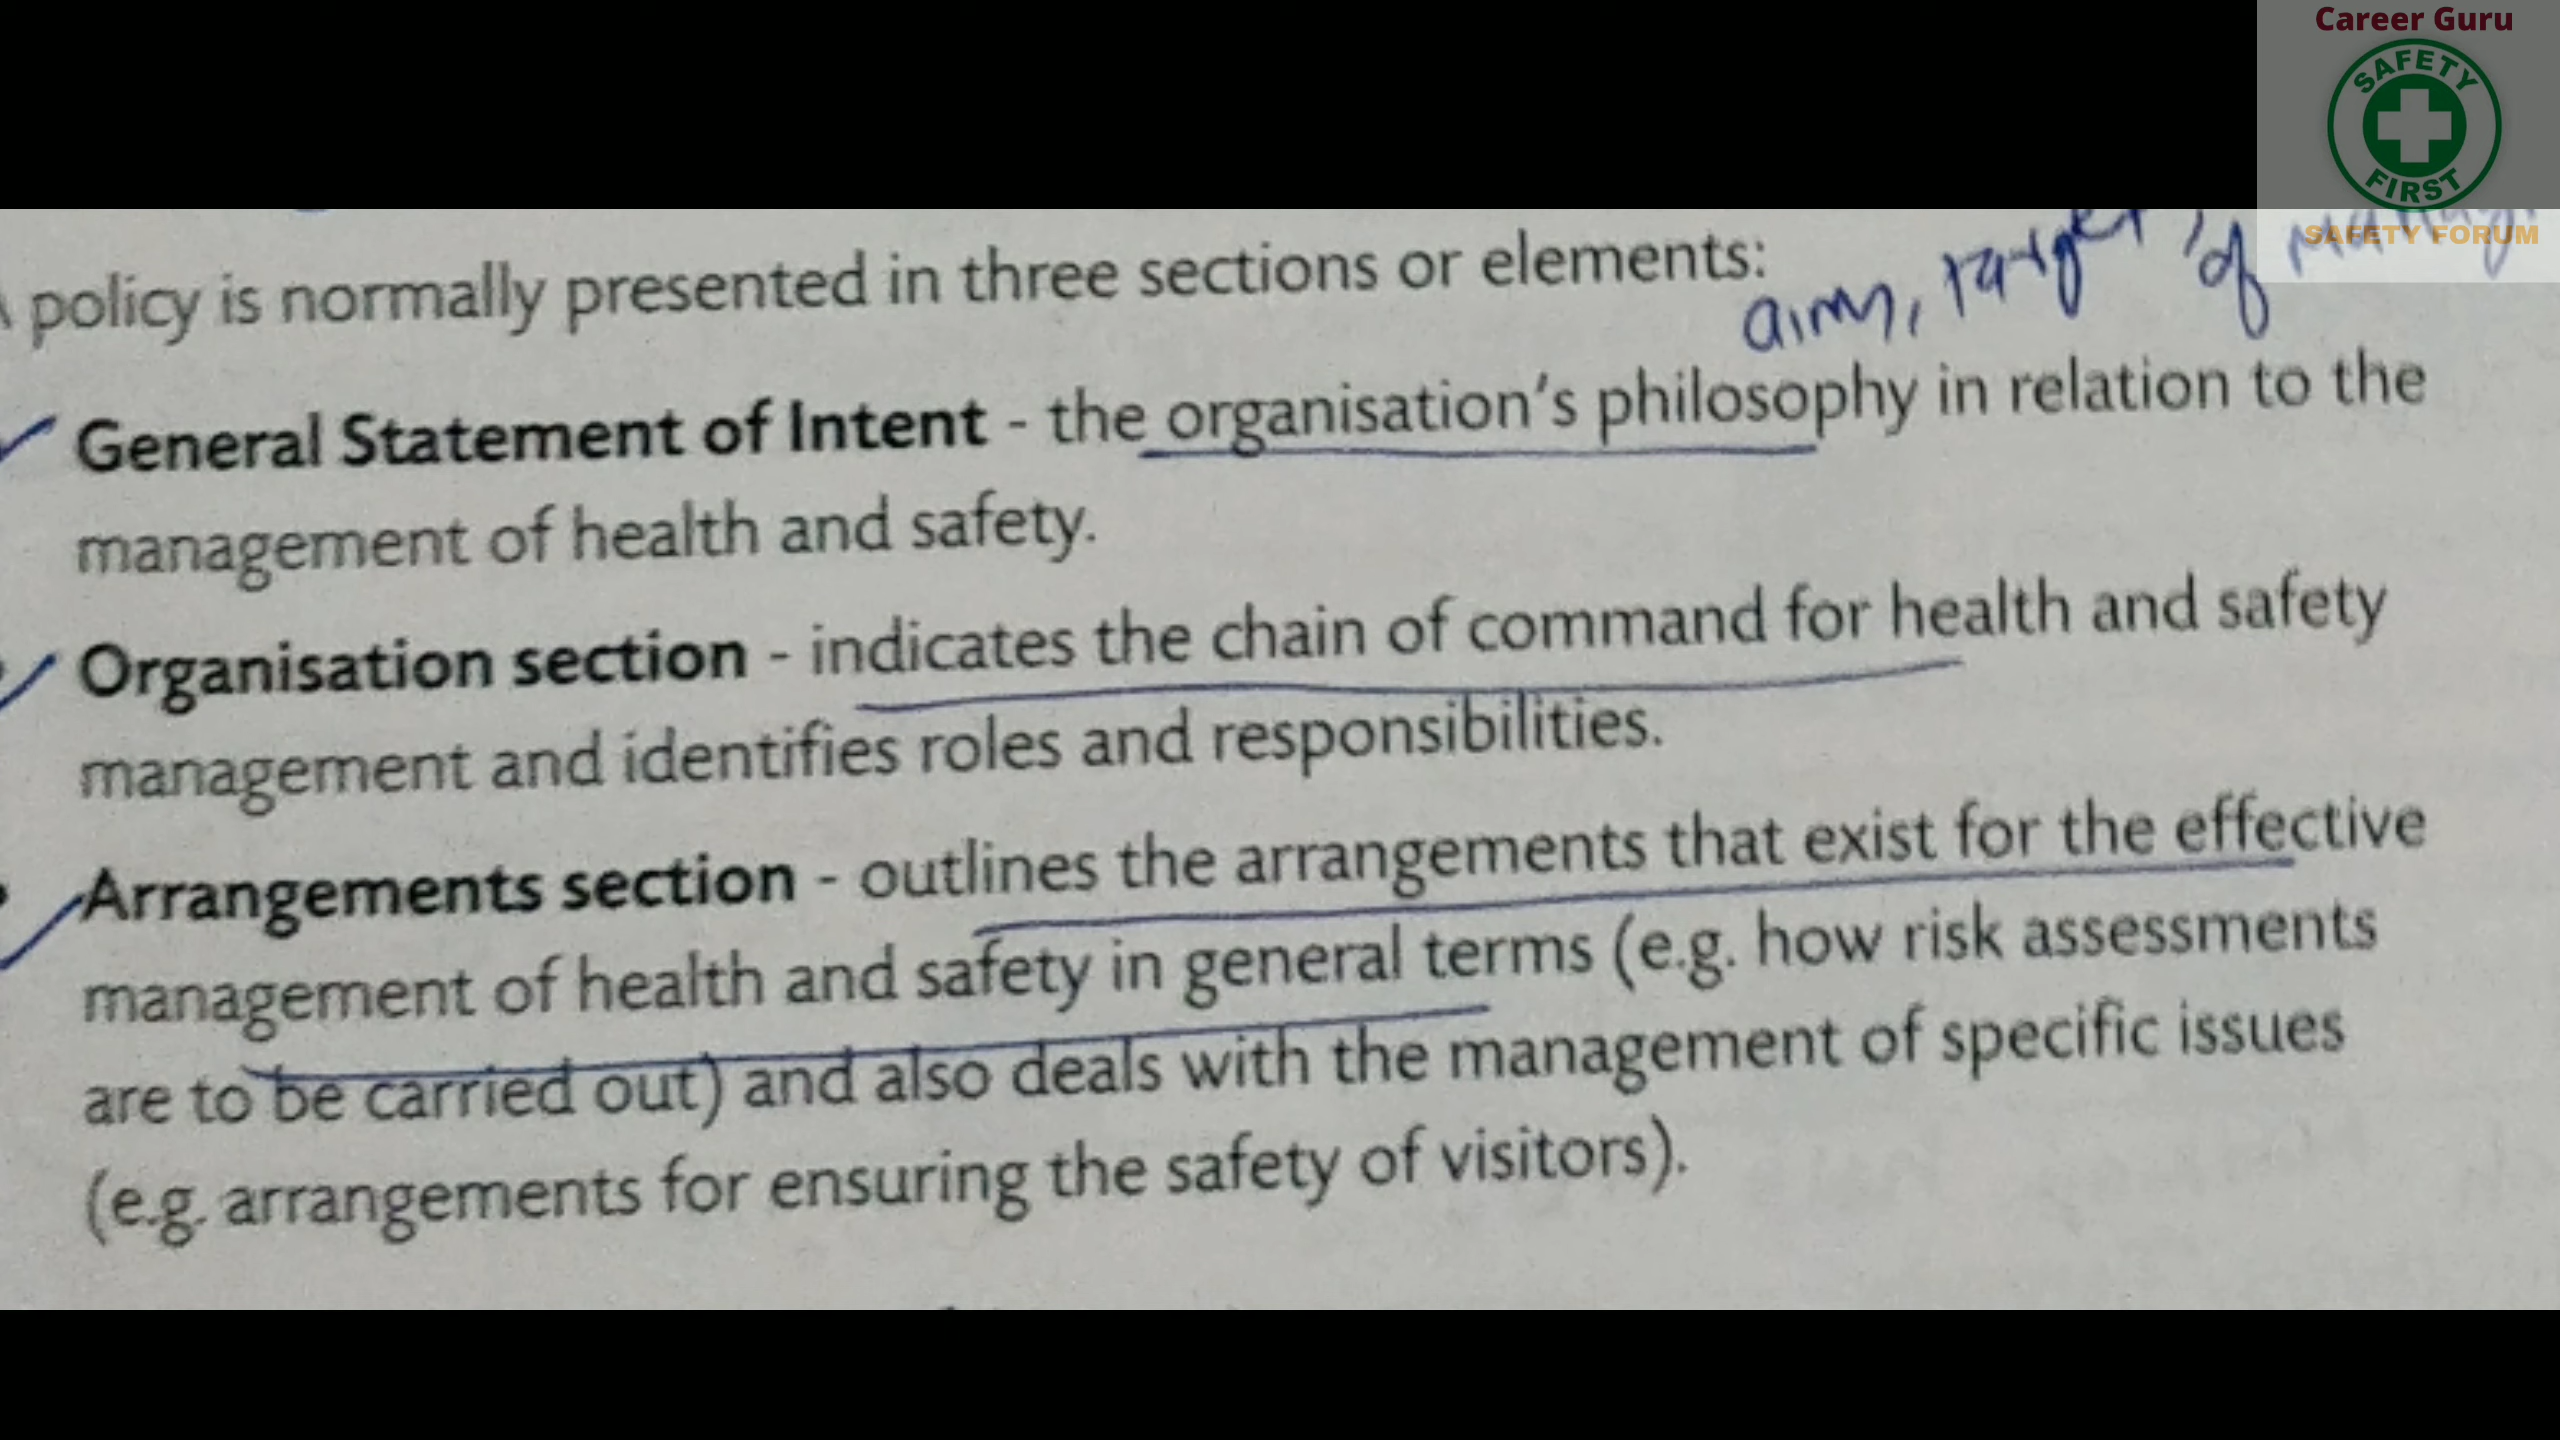 Career Guru
SAFETY
FIRST
SAFETY FORUM
policy is normally presented in three sections or elements:
aim, target, of
General Statement of Intent - the organisation's philosophy in relation to the
management of health and safety.
Organisation section - indicates the chain of command for health and safety
management and identifies roles and responsibilities.
Arrangements section - outlines the arrangements that exist for the effective
management of health and safety in general terms (e.g. how risk assessments
are to be carried out) and also deals with the management of specific issues
(e.g. arrangements for ensuring the safety of visitors).